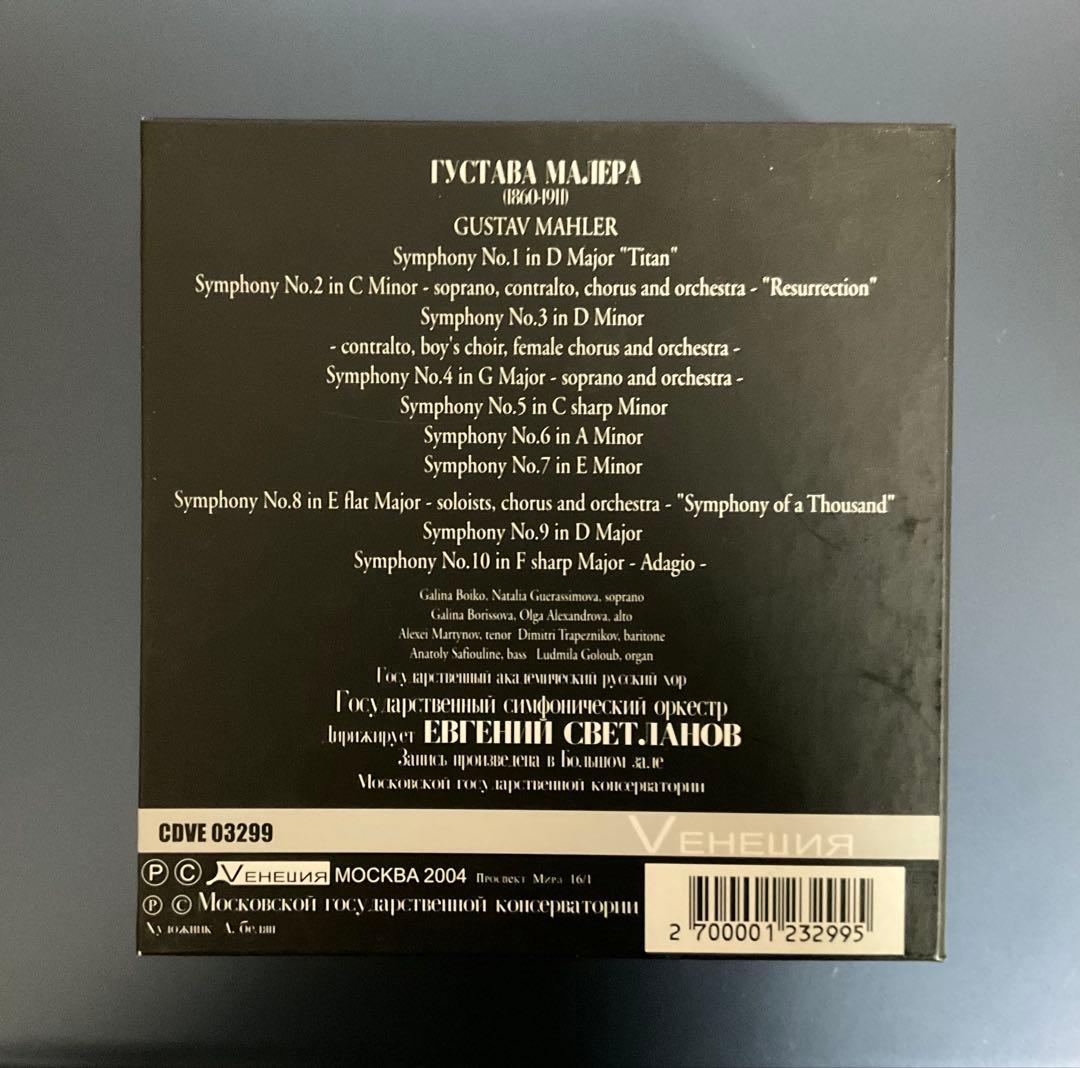 ГУСТАВА МАЛЕРА
(1860-1911)
GUSTAV MAHLER
Symphony No.1 in D Major "Titan"
Symphony No.2 in C Minor - soprano, contralto, chorus and orchestra - "Resurrection"
Symphony No.3 in D Minor
- contralto, boy's choir, female chorus and orchestra -
Symphony No.4 in G Major - soprano and orchestra -
Symphony No.5 in C sharp Minor
Symphony No.6 in A Minor
Symphony No.7 in E Minor
Symphony No.8 in E flat Major - soloists, chorus and orchestra - "Symphony of a Thousand"
Symphony No.9 in D Major
Symphony No.10 in F sharp Major - Adagio -
Galina Boiko, Natalia Guerassimova, soprano
Galina Borissova, Olga Alexandrova, alto
Alexei Martynov, tenor Dimitri Trapeznikov, baritone
Anatoly Safiouline, bass Ludmila Goloub, organ
Государственный академический русский хор
Государственный симфонический оркестр
Дирижирует ЕВГЕНИЙ СВЕТЛАНОВ
Запись произведена в Большом зале
Московской государственной консерватории
CDVE 03299 VЕНЕЦИЯ
Ⓟ © VЕНЕЦИЯ МОСКВА 2004 Проспект Мира 16/1
Ⓟ © Московской государственной консерватории
Художник А. белян
2 700001 232995